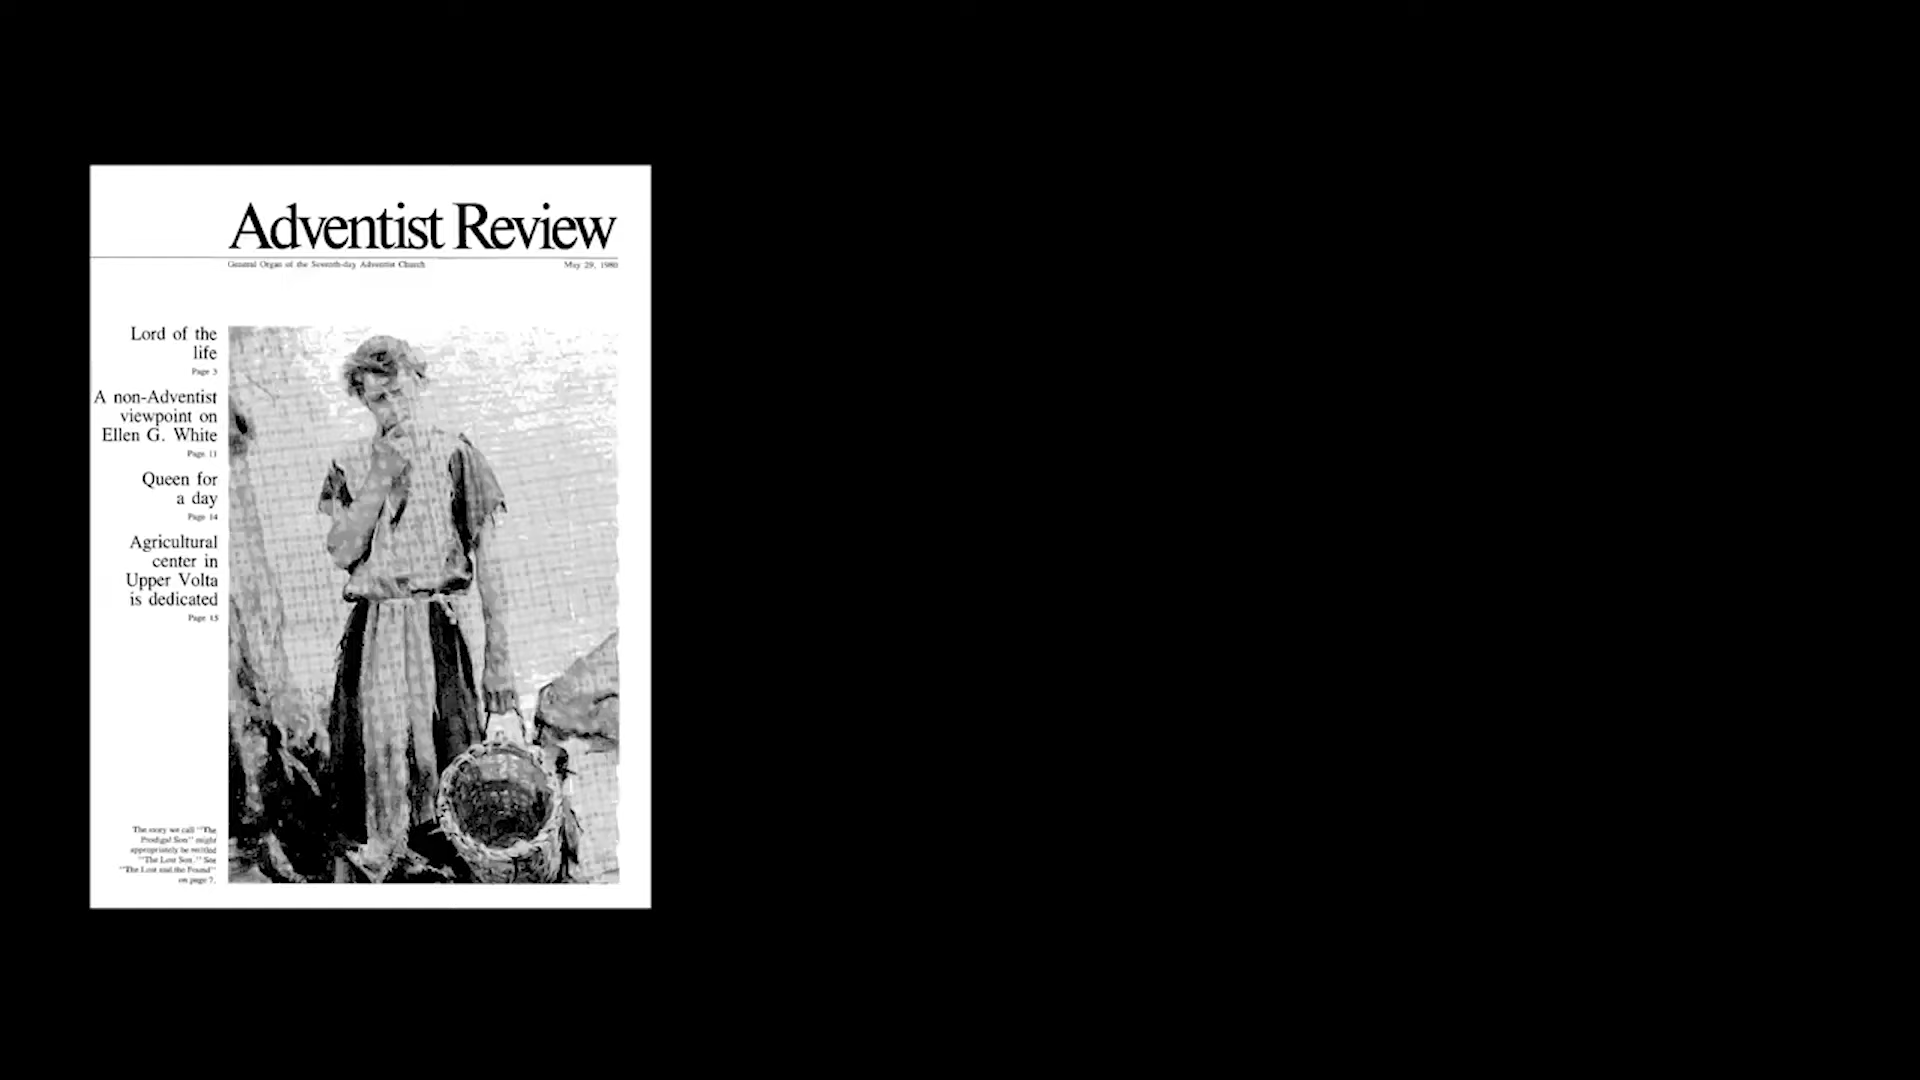 Adventist Review
General Organ of the Seventh-day Adventist Church May 29, 1980
Lord of the
life
Page 3
A non-Adventist
viewpoint on
Ellen G. White
Page 11
Queen for
a day
Page 14
Agricultural
center in
Upper Volta
is dedicated
Page 15
The story we call "The
Prodigal Son" might
appropriately be retitled
"The Lost Son." See
"The Lost and the Found"
on page 7.